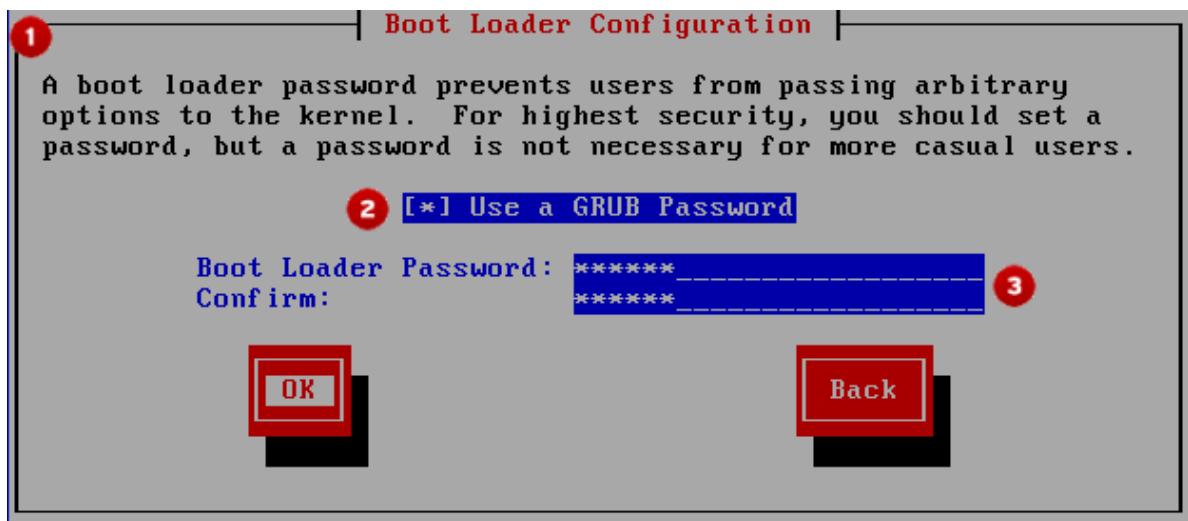 1
Boot Loader Configuration
A boot loader password prevents users from passing arbitrary
options to the kernel.  For highest security, you should set a
password, but a password is not necessary for more casual users.
2 [*] Use a GRUB Password
Boot Loader Password: ******___________________
Confirm: ******___________________ 3
OK Back